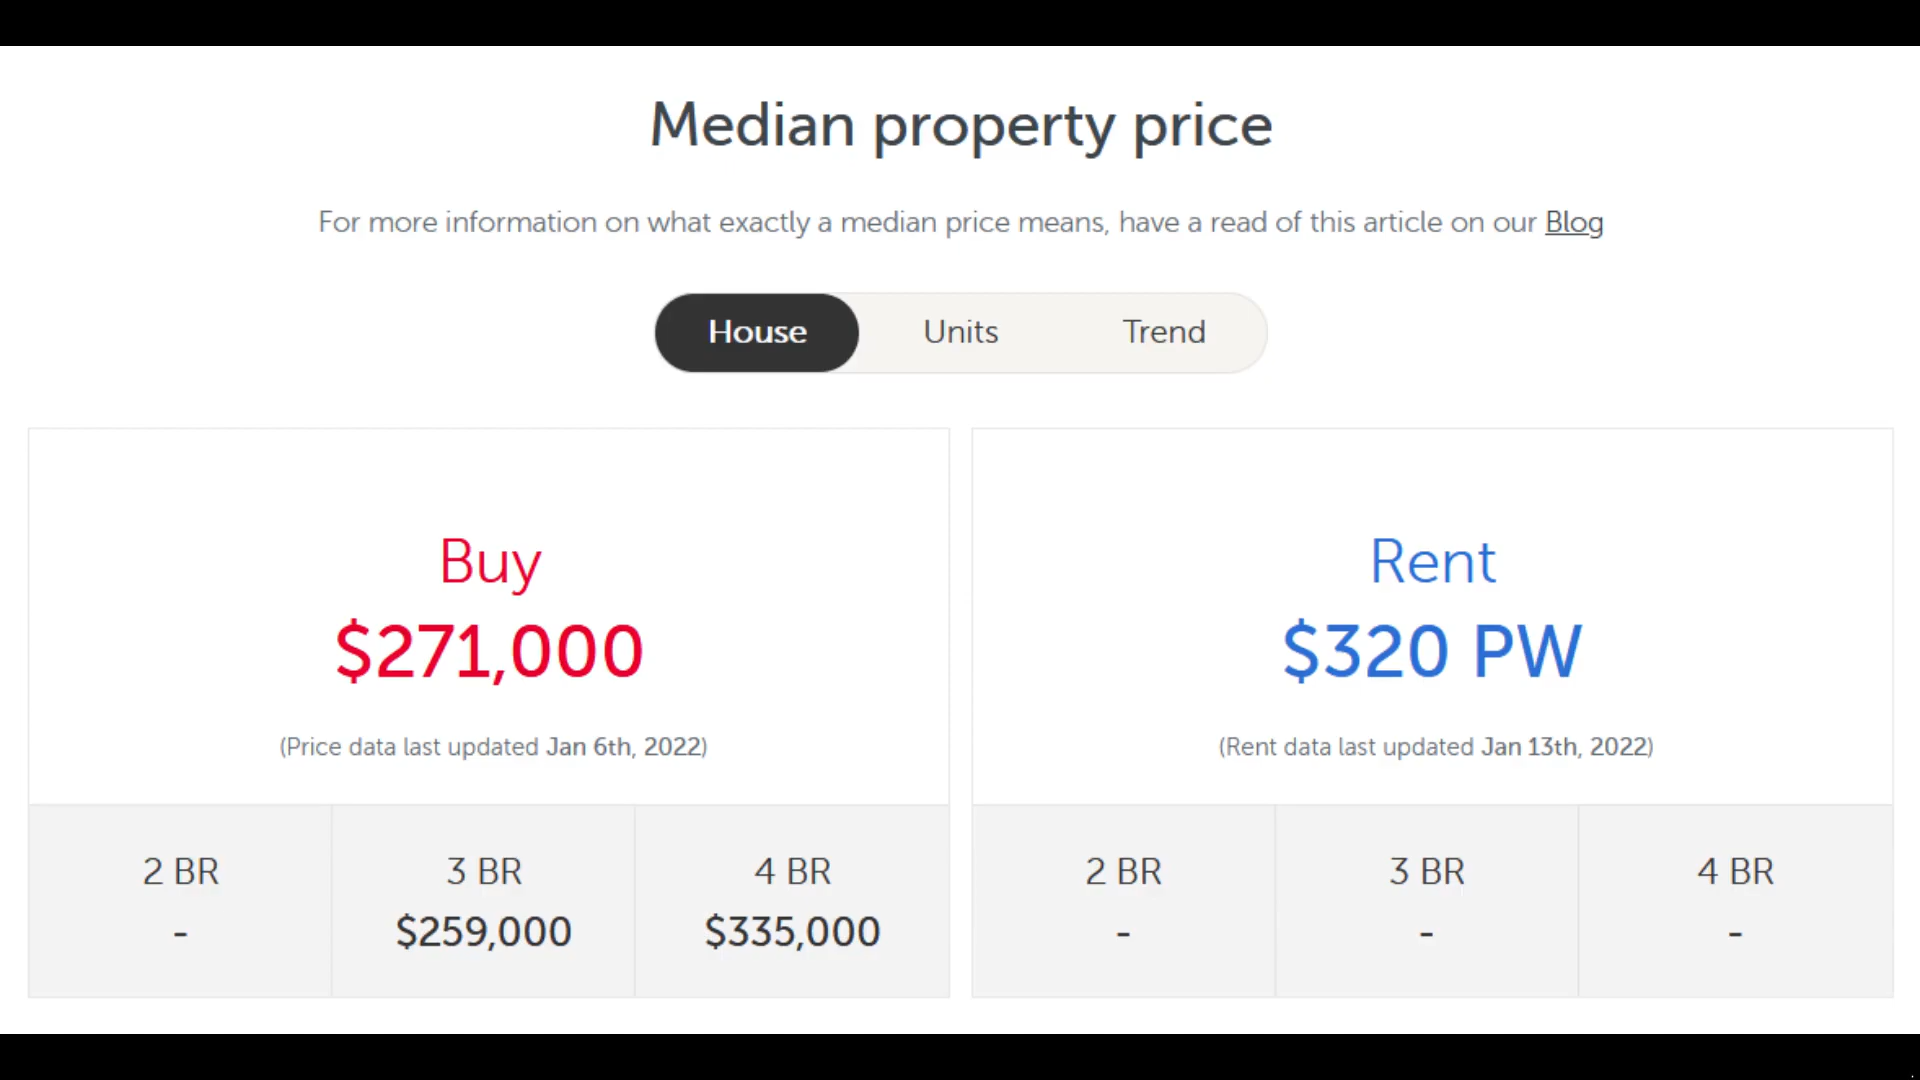 Median property price
For more information on what exactly a median price means, have a read of this article on our Blog
House Units Trend
Buy
$271,000
(Price data last updated Jan 6th, 2022)
2 BR 3 BR 4 BR
- $259,000 $335,000
Rent
$320 PW
(Rent data last updated Jan 13th, 2022)
2 BR 3 BR 4 BR
- - -